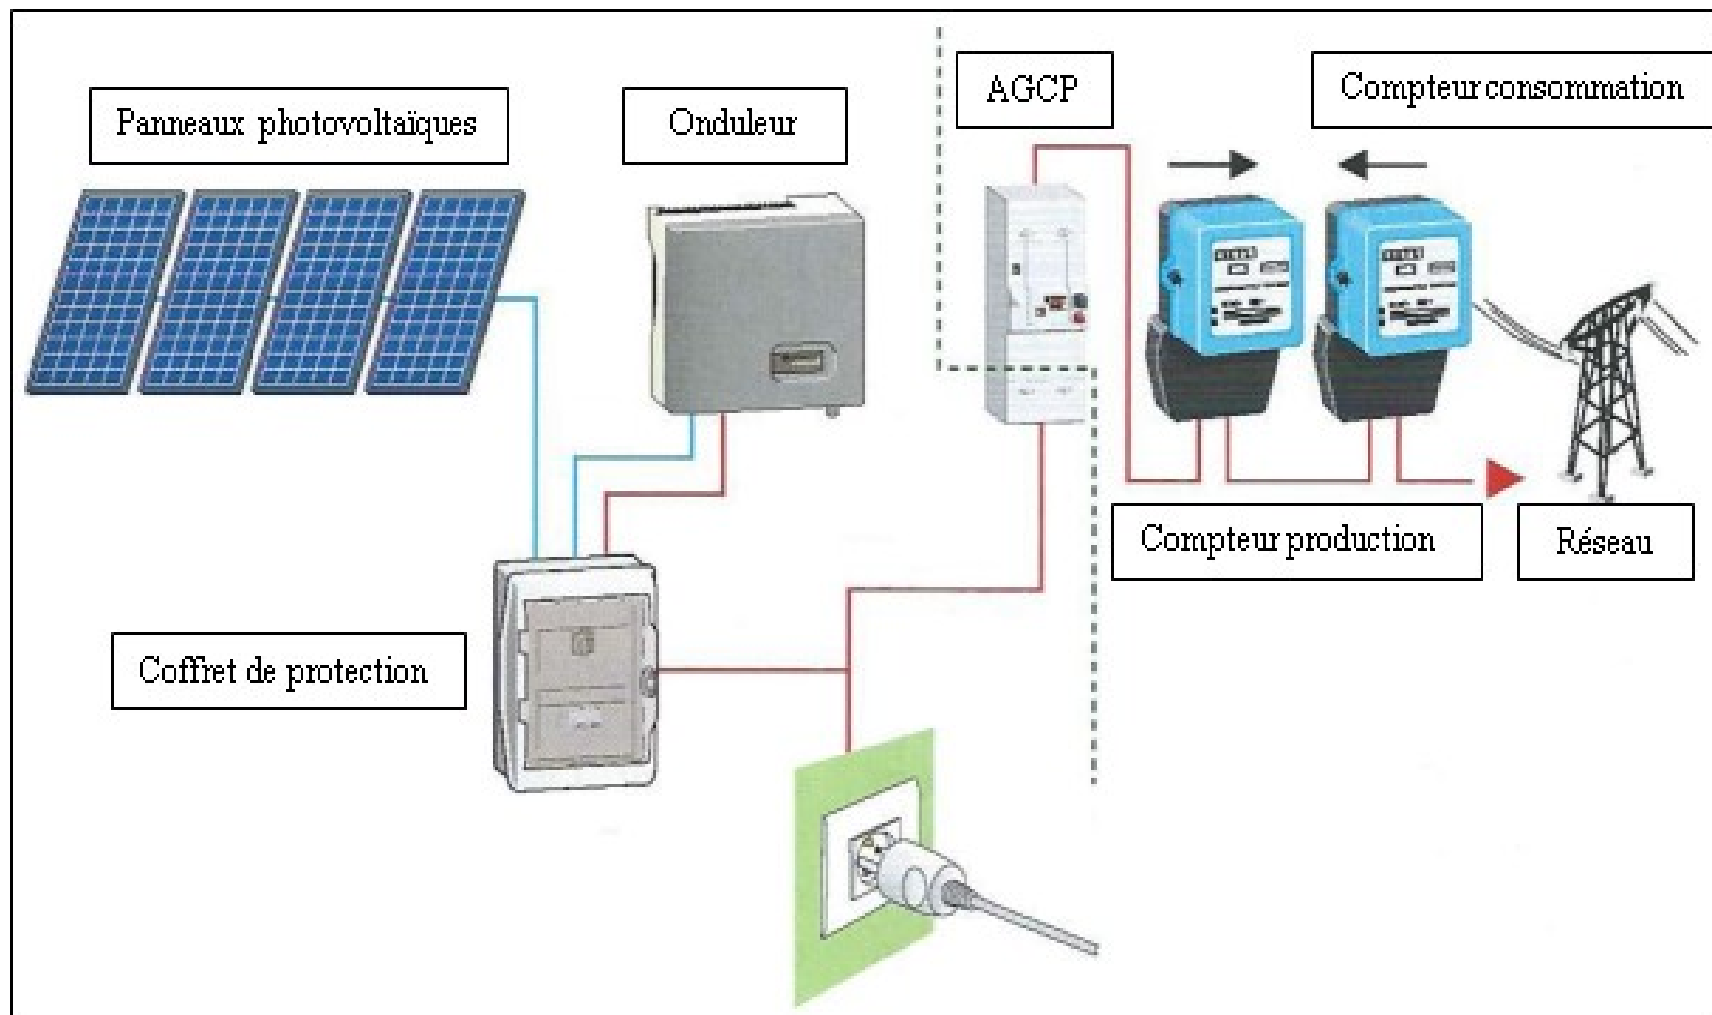 AGCP
Compteur consommation
Panneaux photovoltaïques
Onduleur
Compteur production
Réseau
Coffret de protection